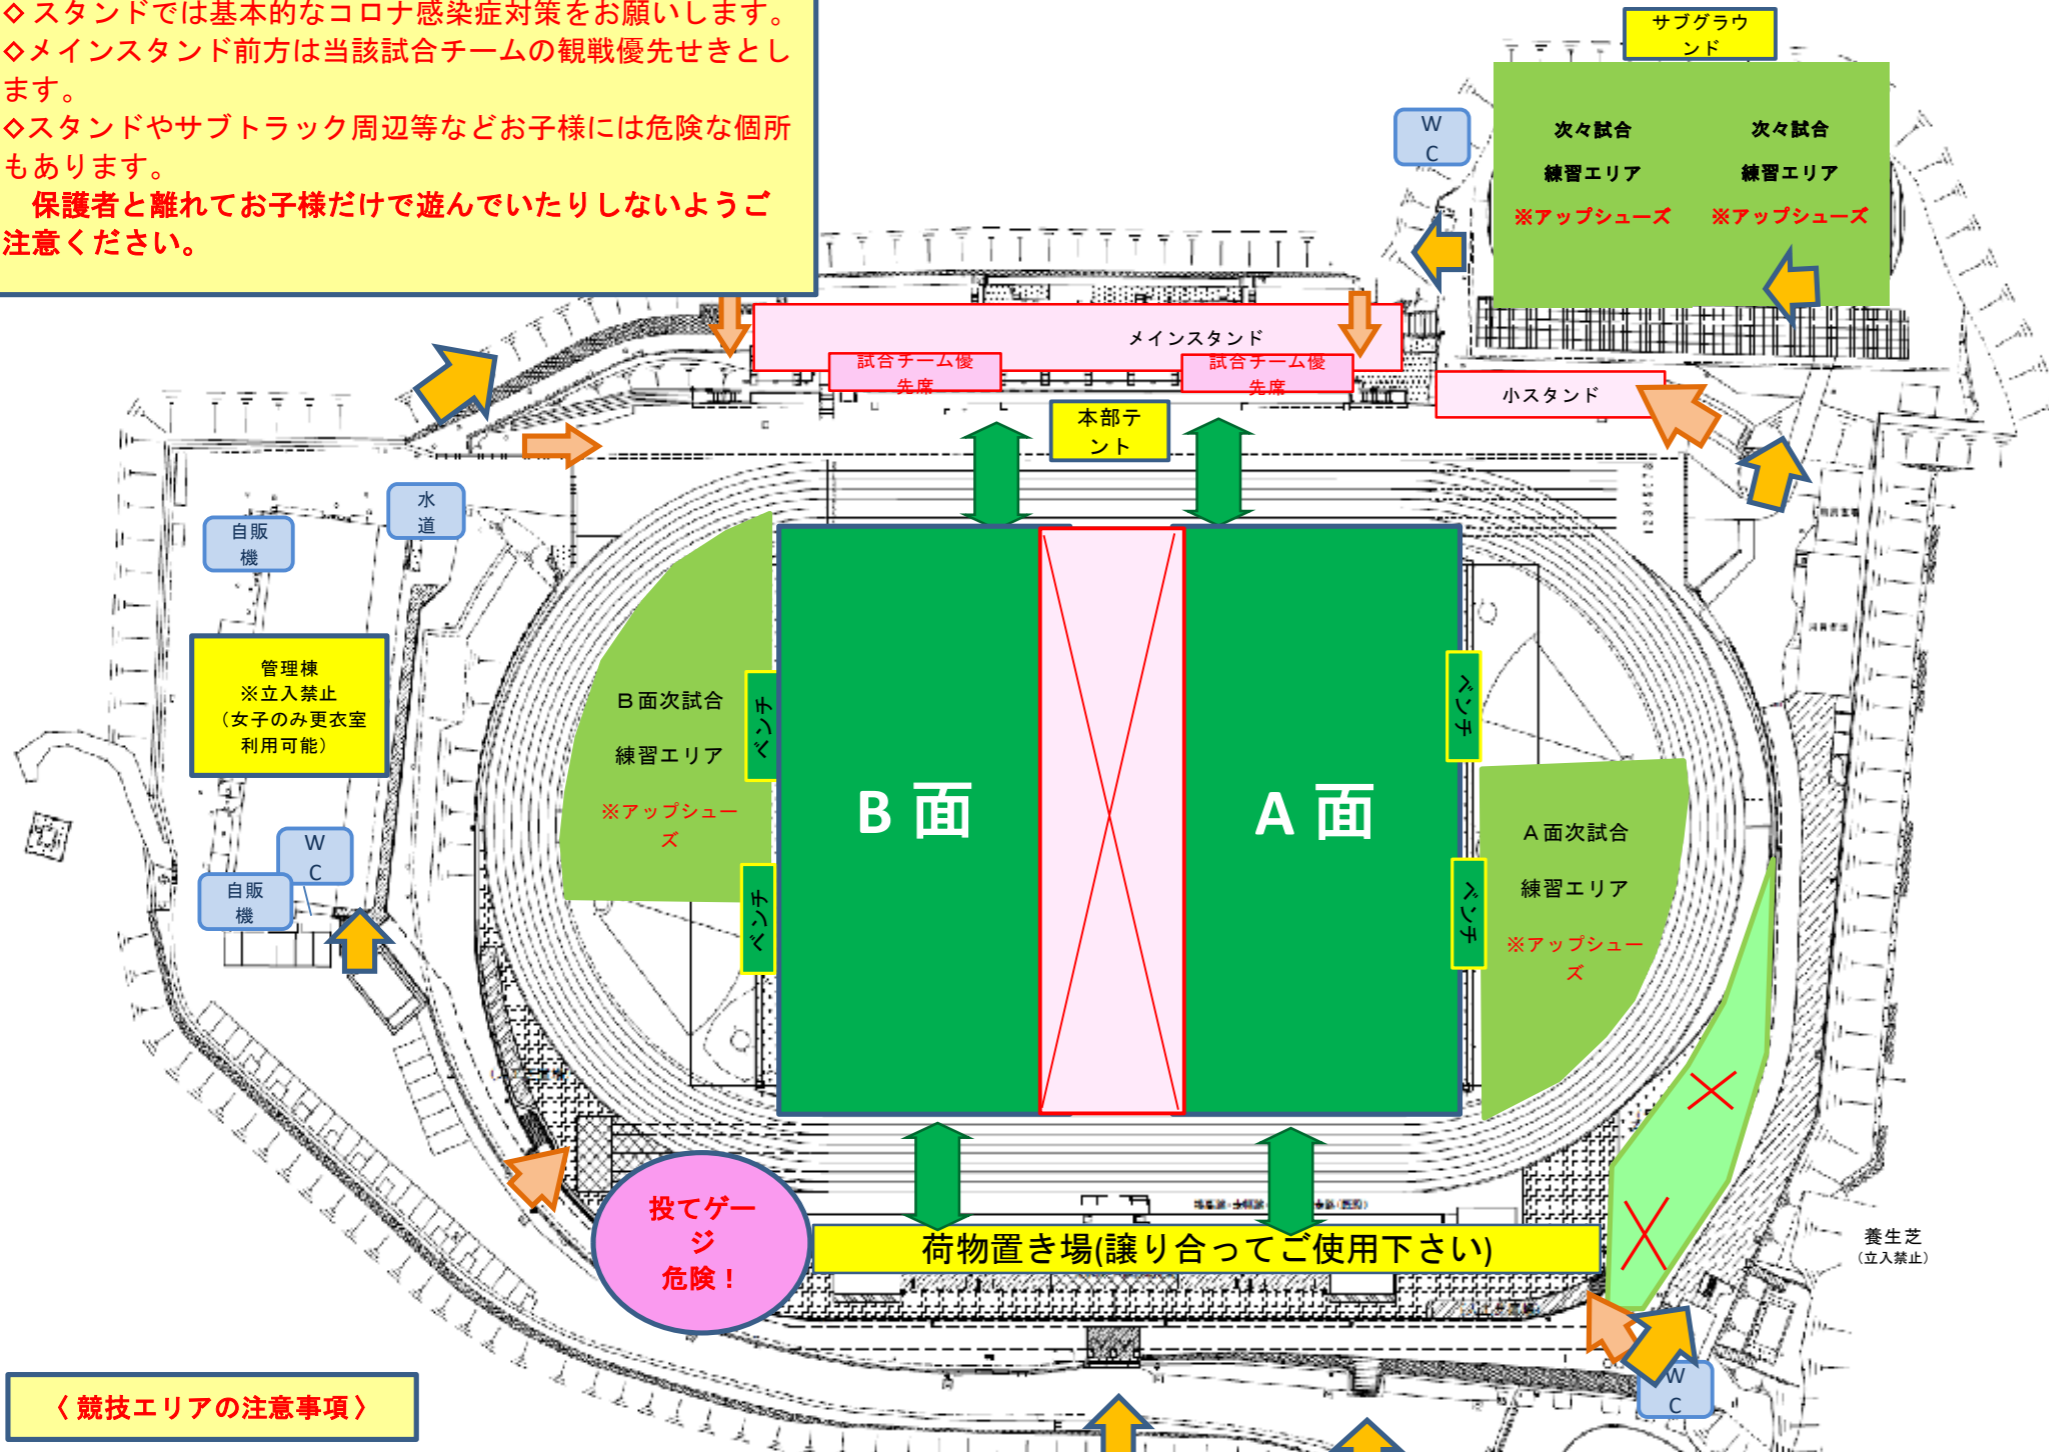 ◇スタンドでは基本的なコロナ感染症対策をお願いします。
◇メインスタンド前方は当該試合チームの観戦優先せきとし
ます。
◇スタンドやサブトラック周辺等などお子様には危険な個所
もあります。
保護者と離れてお子様だけで遊んでいたりしないようご
注意ください。
サブグラウ
ンド
W
C
次々試合
練習エリア
※アップシューズ
次々試合
練習エリア
※アップシューズ
メインスタンド
試合チーム優
先席
試合チーム優
先席
小スタンド
本部テ
ント
水
道
自販
機
管理棟
※立入禁止
（女子のみ更衣室
利用可能）
B面次試合
練習エリア
※アップシュー
ズ
ベンチ
ベンチ
B 面
A 面
ベンチ
ベンチ
A面次試合
練習エリア
※アップシュー
ズ
W
C
自販
機
投てゲー
ジ
危険！
荷物置き場(譲り合ってご使用下さい)
養生芝
（立入禁止）
W
C
〈 競技エリアの注意事項 〉